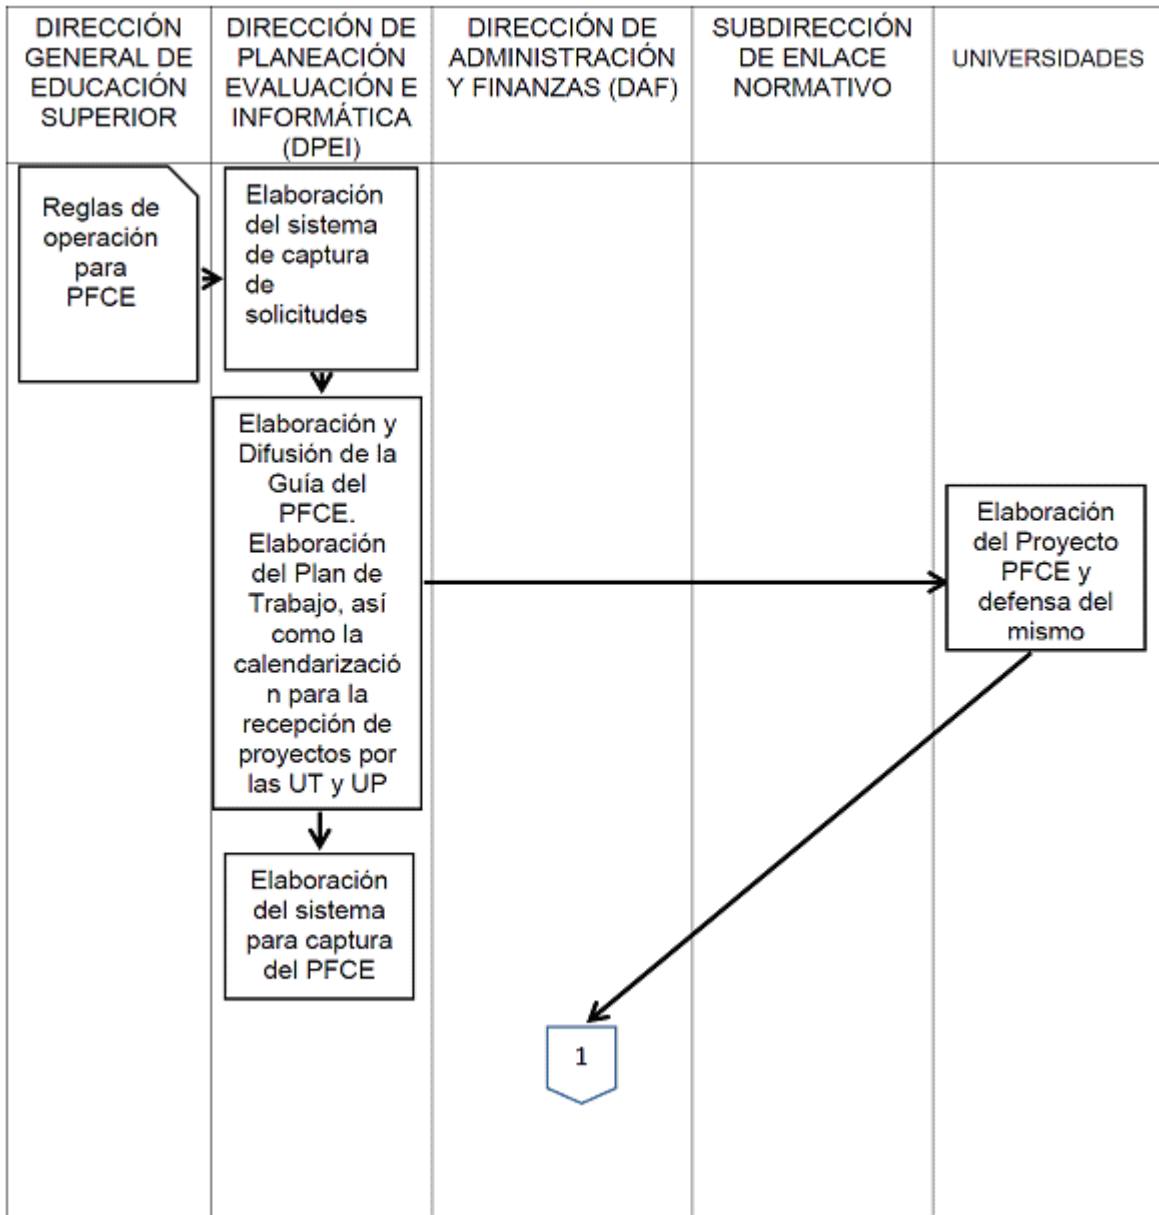 DIRECCIÓN
GENERAL DE
EDUCACIÓN
SUPERIOR
DIRECCIÓN DE
PLANEACIÓN
EVALUACIÓN E
INFORMÁTICA
(DPEI)
DIRECCIÓN DE
ADMINISTRACIÓN
Y FINANZAS (DAF)
SUBDIRECCIÓN
DE ENLACE
NORMATIVO
UNIVERSIDADES
Reglas de
operación
para
PFCE
Elaboración
del sistema
de captura
de
solicitudes
Elaboración y
Difusión de la
Guía del
PFCE.
Elaboración
del Plan de
Trabajo, así
como la
calendarizació
n para la
recepción de
proyectos por
las UT y UP
Elaboración
del Proyecto
PFCE y
defensa del
mismo
Elaboración
del sistema
para captura
del PFCE
1